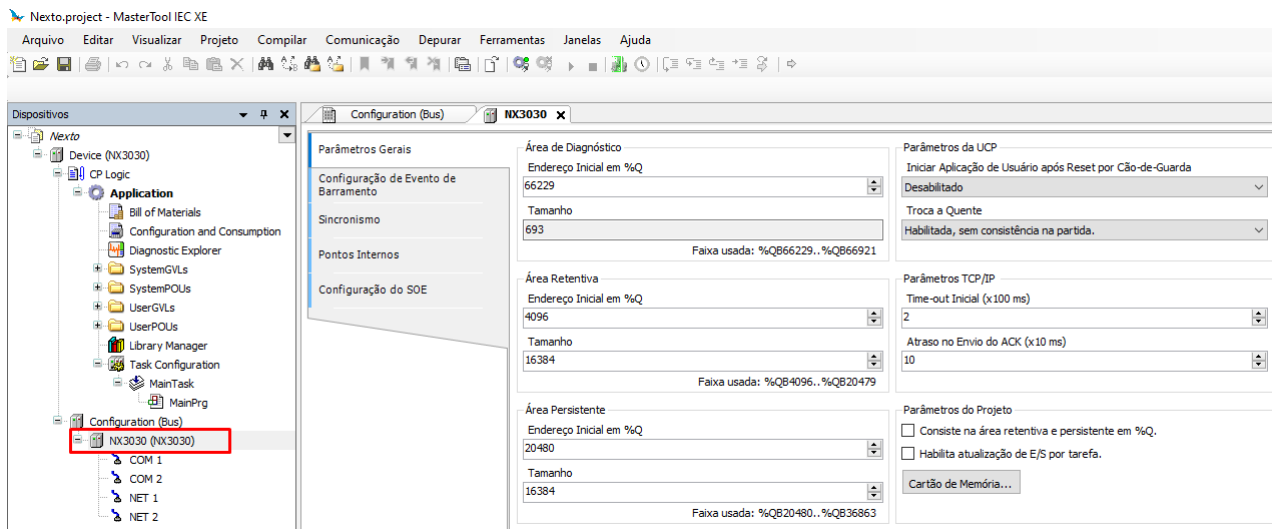 Nexto.project - MasterTool IEC XE
Arquivo Editar Visualizar Projeto Compilar Comunicação Depurar Ferramentas Janelas Ajuda
Dispositivos
Nexto
Device (NX3030)
CP Logic
Application
Bill of Materials
Configuration and Consumption
Diagnostic Explorer
SystemGVLs
SystemPOUs
UserGVLs
UserPOUs
Library Manager
Task Configuration
MainTask
MainPrg
Configuration (Bus)
NX3030 (NX3030)
COM 1
COM 2
NET 1
NET 2
Configuration (Bus) NX3030
Parâmetros Gerais
Configuração de Evento de
Barramento
Sincronismo
Pontos Internos
Configuração do SOE
Área de Diagnóstico
Endereço Inicial em %Q
66229
Tamanho
693
Faixa usada: %QB66229..%QB66921
Área Retentiva
Endereço Inicial em %Q
4096
Tamanho
16384
Faixa usada: %QB4096..%QB20479
Área Persistente
Endereço Inicial em %Q
20480
Tamanho
16384
Faixa usada: %QB20480..%QB36863
Parâmetros da UCP
Iniciar Aplicação de Usuário após Reset por Cão-de-Guarda
Desabilitado
Troca a Quente
Habilitada, sem consistência na partida.
Parâmetros TCP/IP
Time-out Inicial (x100 ms)
2
Atraso no Envio do ACK (x10 ms)
10
Parâmetros do Projeto
Consiste na área retentiva e persistente em %Q.
Habilita atualização de E/S por tarefa.
Cartão de Memória...